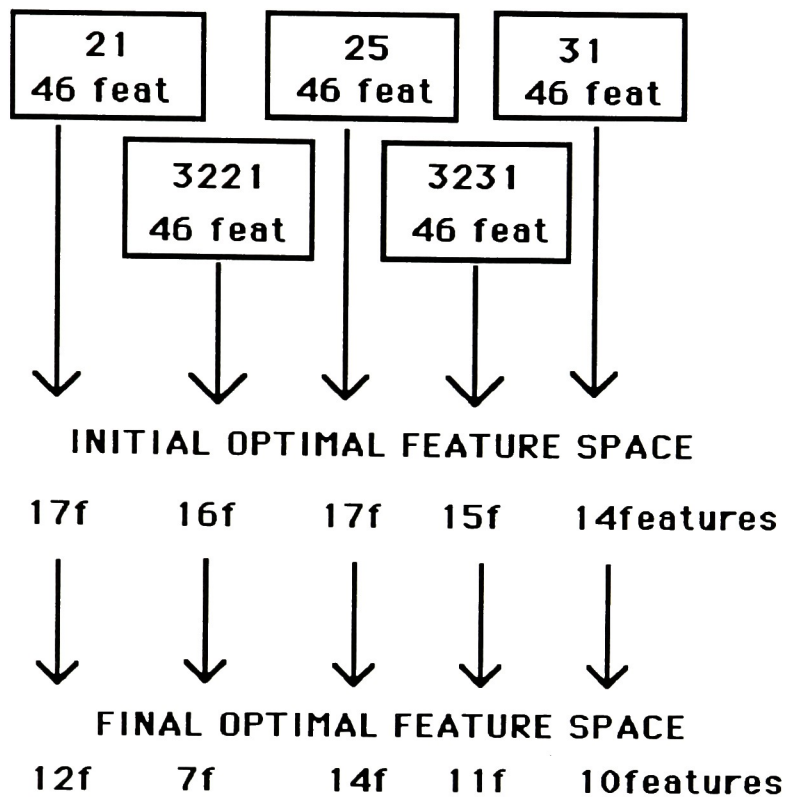 21
46 feat
25
46 feat
31
46 feat
3221
46 feat
3231
46 feat
INITIAL OPTIMAL FEATURE SPACE
17f 16f 17f 15f 14features
FINAL OPTIMAL FEATURE SPACE
12f 7f 14f 11f 10features